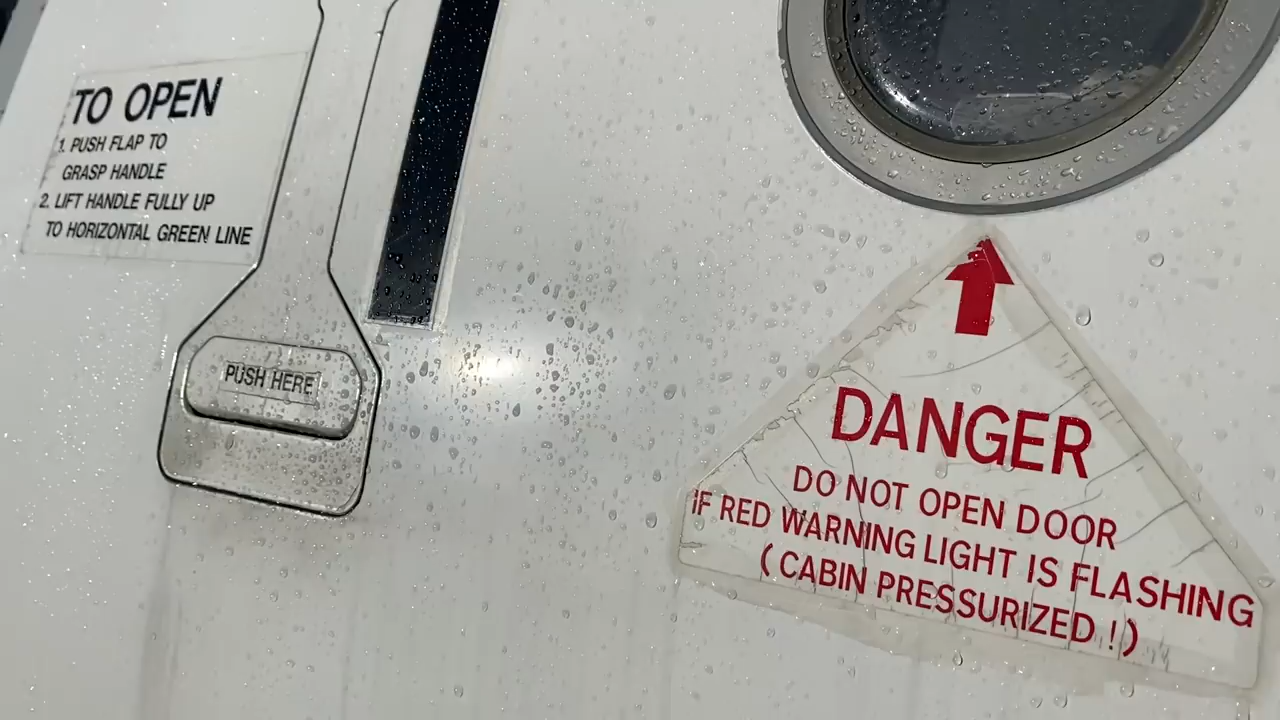 TO OPEN
1. PUSH FLAP TO
GRASP HANDLE
2. LIFT HANDLE FULLY UP
TO HORIZONTAL GREEN LINE
PUSH HERE
DANGER
DO NOT OPEN DOOR
IF RED WARNING LIGHT IS FLASHING
( CABIN PRESSURIZED !)